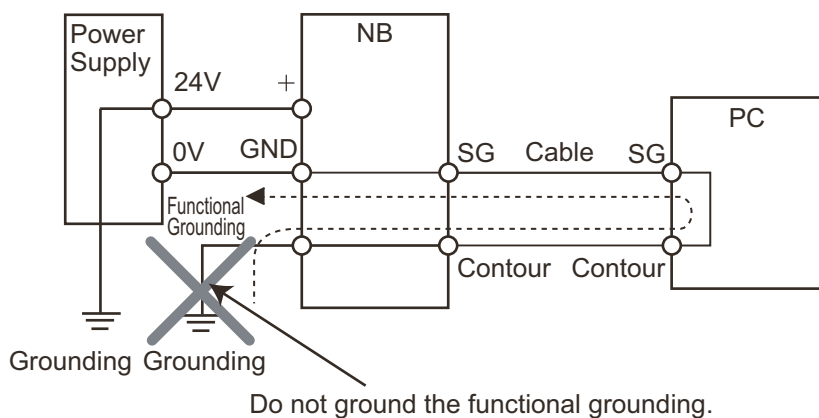 Power
Supply
NB
24V
+
PC
0V
GND
SG
Cable
SG
Functional
Grounding
Contour
Contour
Grounding
Grounding
Do not ground the functional grounding.